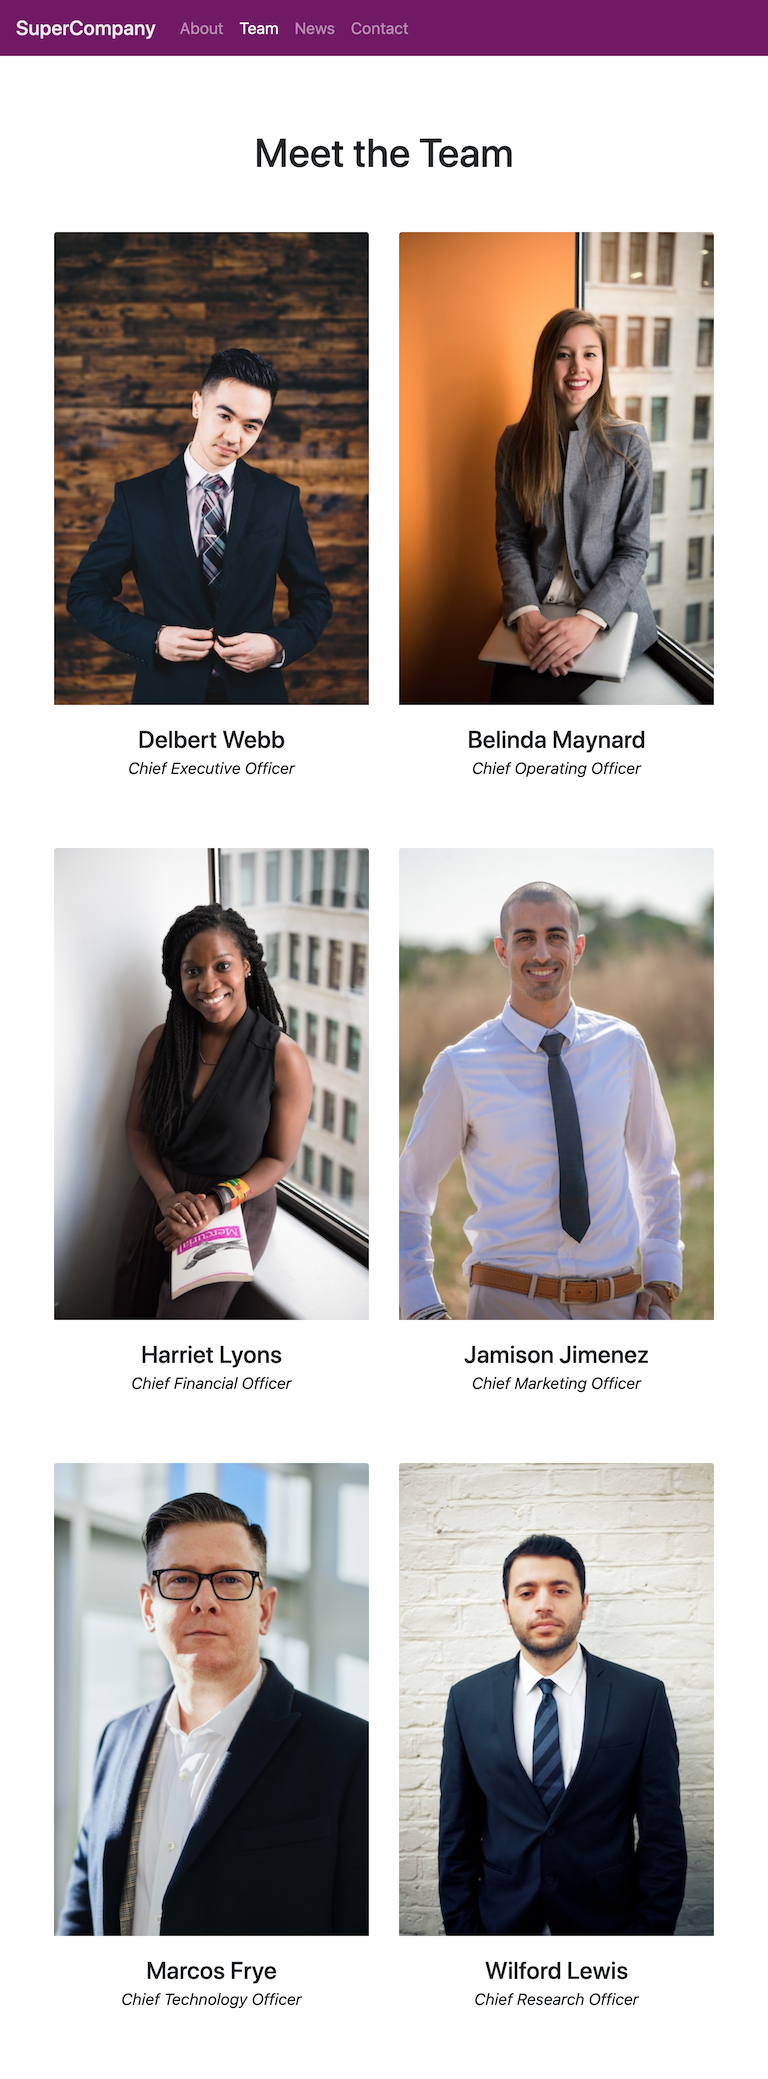 SuperCompany About Team News Contact
Meet the Team
Delbert Webb
Chief Executive Officer
Belinda Maynard
Chief Operating Officer
Mercurial
Harriet Lyons
Chief Financial Officer
Jamison Jimenez
Chief Marketing Officer
Marcos Frye
Chief Technology Officer
Wilford Lewis
Chief Research Officer